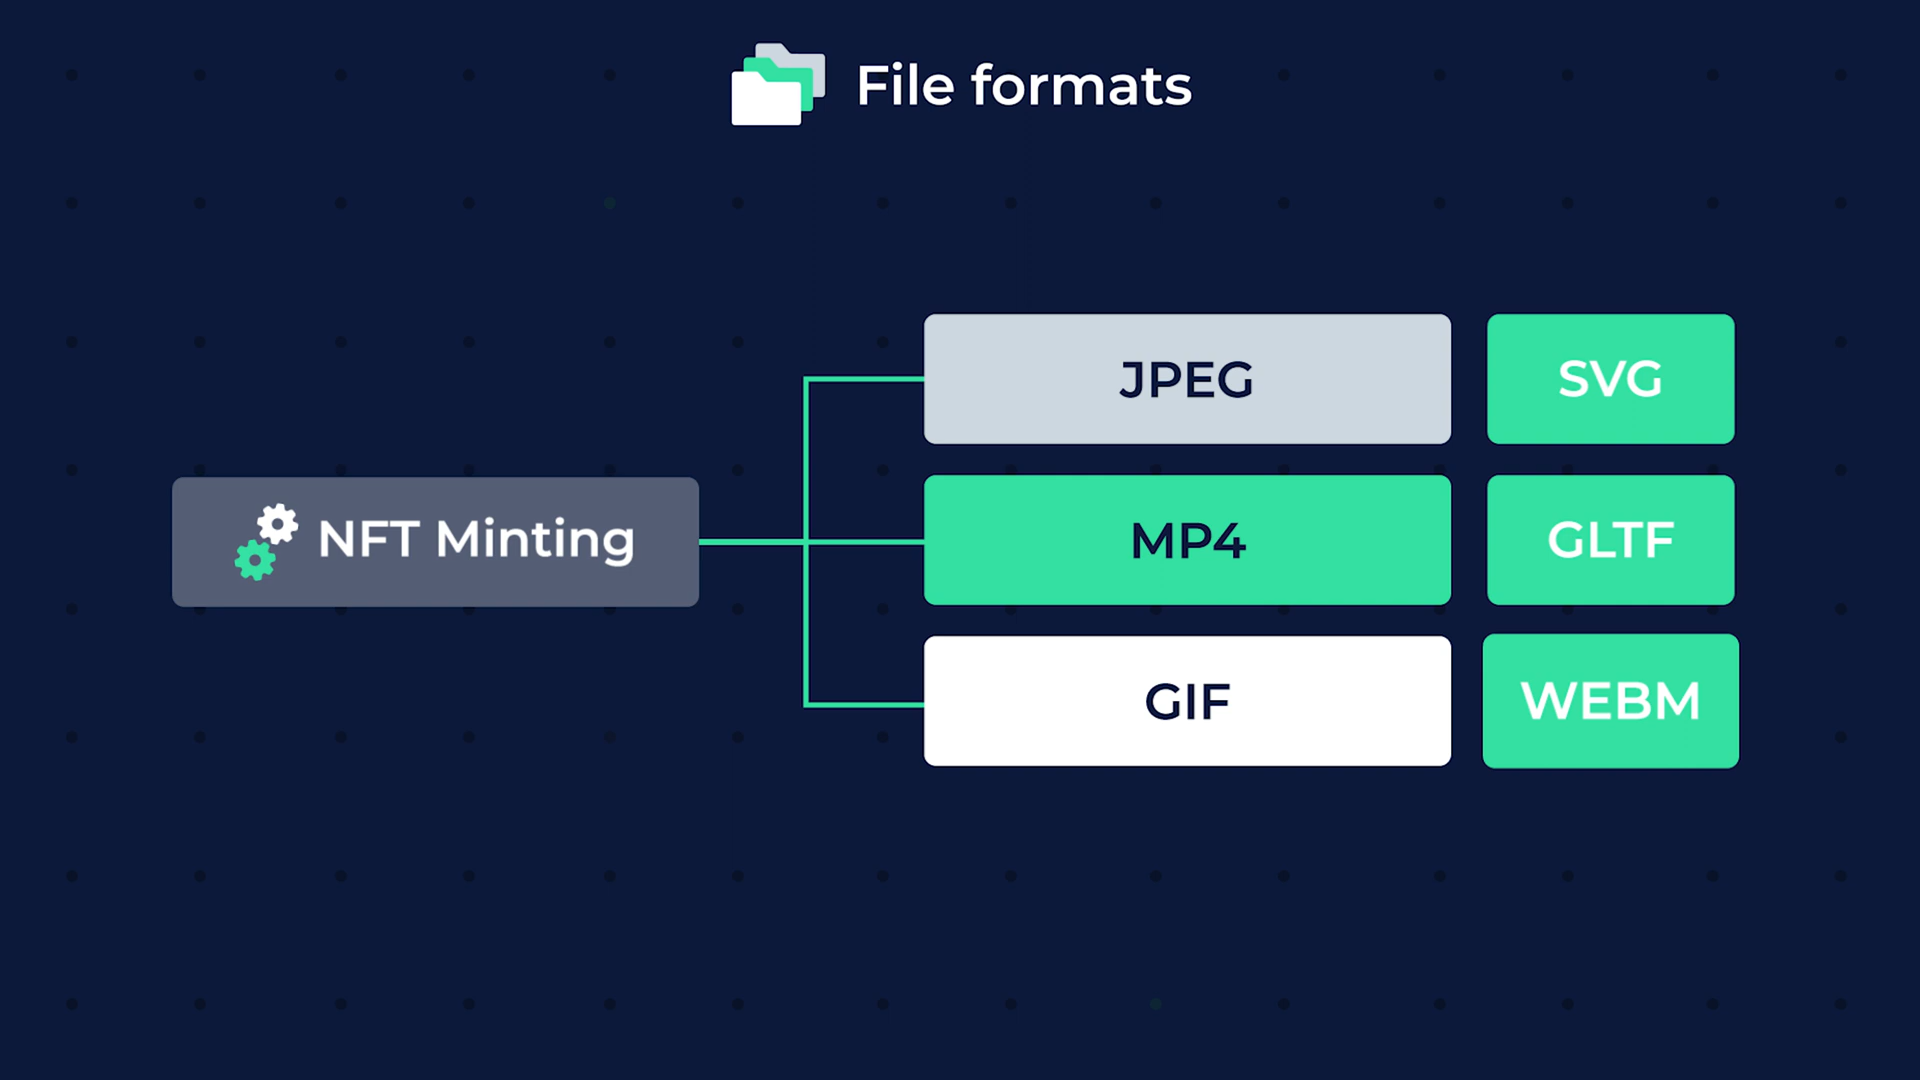 File formats
NFT Minting
JPEG
SVG
MP4
GLTF
GIF
WEBM